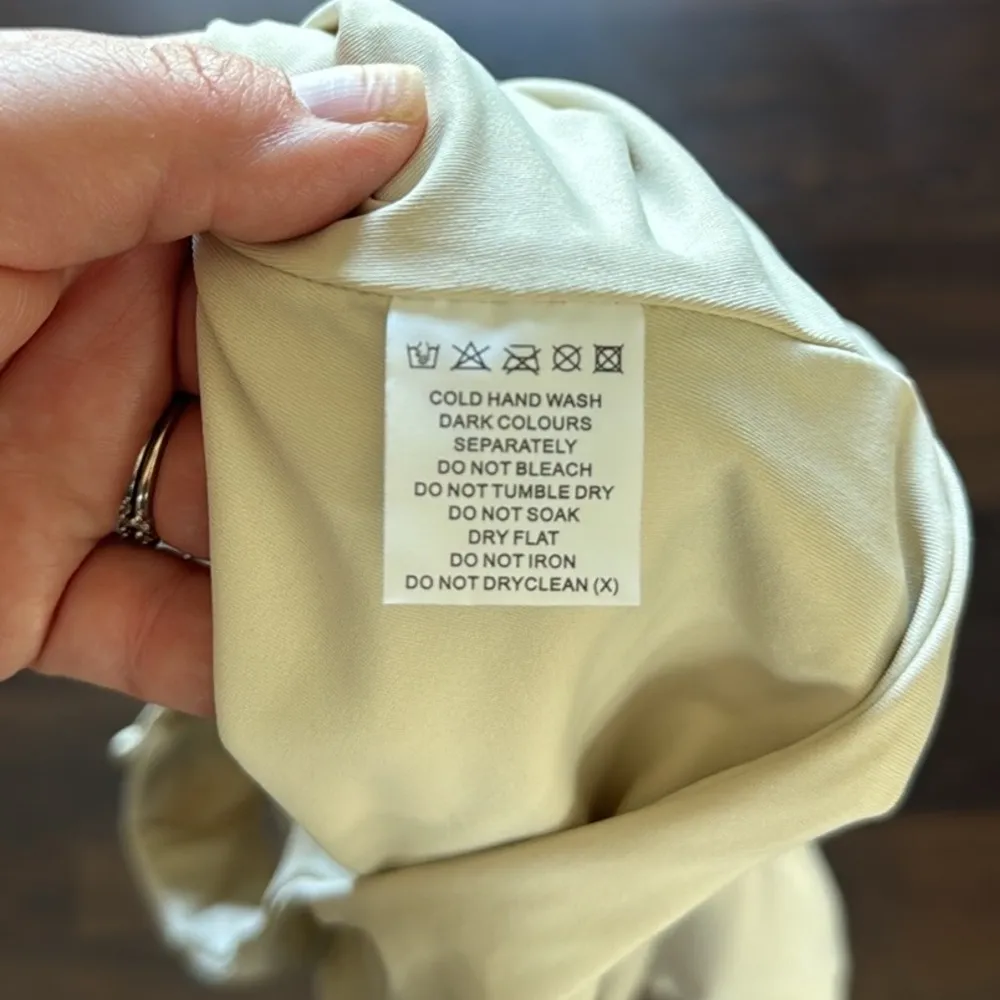 COLD HAND WASH
DARK COLOURS
SEPARATELY
DO NOT BLEACH
DO NOT TUMBLE DRY
DO NOT SOAK
DRY FLAT
DO NOT IRON
DO NOT DRYCLEAN (X)